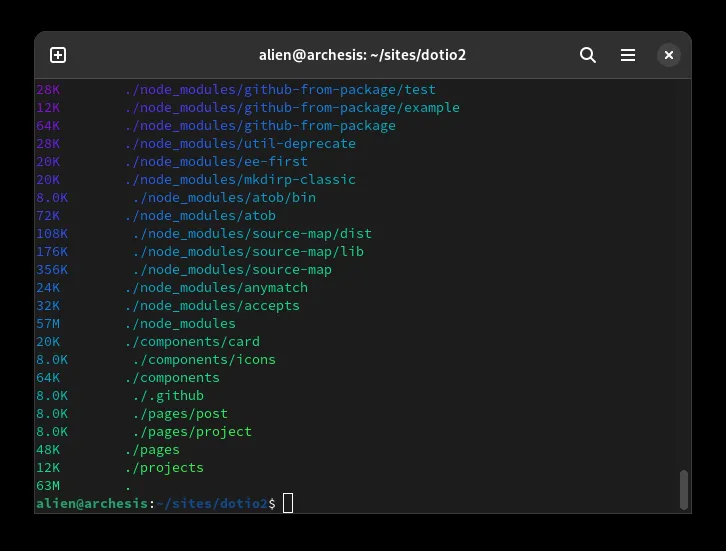 alien@archesis: ~/sites/dotio2
28K ./node_modules/github-from-package/test
12K ./node_modules/github-from-package/example
64K ./node_modules/github-from-package
28K ./node_modules/util-deprecate
20K ./node_modules/ee-first
20K ./node_modules/mkdirp-classic
8.0K ./node_modules/atob/bin
72K ./node_modules/atob
108K ./node_modules/source-map/dist
176K ./node_modules/source-map/lib
356K ./node_modules/source-map
24K ./node_modules/anymatch
32K ./node_modules/accepts
57M ./node_modules
20K ./components/card
8.0K ./components/icons
64K ./components
8.0K ./.github
8.0K ./pages/post
8.0K ./pages/project
48K ./pages
12K ./projects
63M .
alien@archesis:~/sites/dotio2$